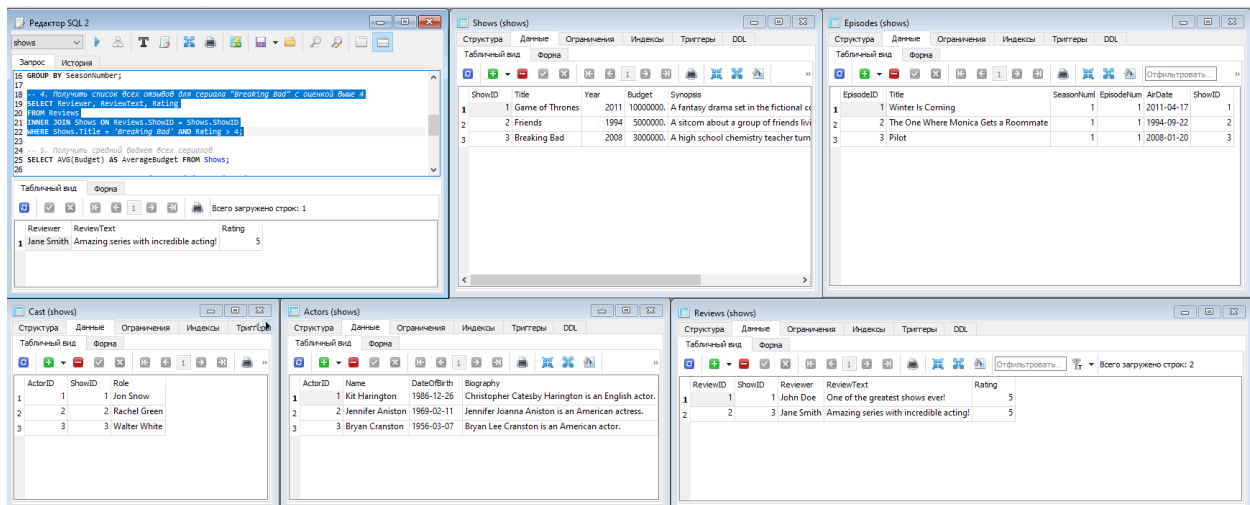 Редактор SQL 2
shows
Запрос История
16 GROUP BY SeasonNumber;
17
18 -- 4. Получить список всех отзывов для сериала "Breaking Bad" с оценкой выше 4
19 SELECT Reviewer, ReviewText, Rating
20 FROM Reviews
21 INNER JOIN Shows ON Reviews.ShowID = Shows.ShowID
22 WHERE Shows.Title = 'Breaking Bad' AND Rating > 4;
23
24 -- 5. Получить средний бюджет всех сериалов
25 SELECT AVG(Budget) AS AverageBudget FROM Shows;
26
Табличный вид Форма
1 Всего загружено строк: 1
Reviewer ReviewText Rating
1 Jane Smith Amazing series with incredible acting! 5
Shows (shows)
Структура Данные Ограничения Индексы Триггеры DDL
Табличный вид Форма
1 »
ShowID Title Year Budget Synopsis
1 1 Game of Thrones 2011 10000000. A fantasy drama set in the fictional co
2 2 Friends 1994 5000000. A sitcom about a group of friends livi
3 3 Breaking Bad 2008 3000000. A high school chemistry teacher turn
Episodes (shows)
Структура Данные Ограничения Индексы Триггеры DDL
Табличный вид Форма
1 Отфильтровать... »
EpisodeID Title SeasonNuml EpisodeNum AirDate ShowID
1 1 Winter Is Coming 1 1 2011-04-17 1
2 2 The One Where Monica Gets a Roommate 1 1 1994-09-22 2
3 3 Pilot 1 1 2008-01-20 3
Cast (shows)
Структура Данные Ограничения Индексы Триггеры
Табличный вид Форма
1 »
ActorID ShowID Role
1 1 1 Jon Snow
2 2 2 Rachel Green
3 3 3 Walter White
Actors (shows)
Структура Данные Ограничения Индексы Триггеры DDL
Табличный вид Форма
1 »
ActorID Name DateOfBirth Biography
1 1 Kit Harington 1986-12-26 Christopher Catesby Harington is an English actor.
2 2 Jennifer Aniston 1969-02-11 Jennifer Joanna Aniston is an American actress.
3 3 Bryan Cranston 1956-03-07 Bryan Lee Cranston is an American actor.
Reviews (shows)
Структура Данные Ограничения Индексы Триггеры DDL
Табличный вид Форма
1 Отфильтровать... Всего загружено строк: 2
ReviewID ShowID Reviewer ReviewText Rating
1 1 1 John Doe One of the greatest shows ever! 5
2 2 3 Jane Smith Amazing series with incredible acting! 5